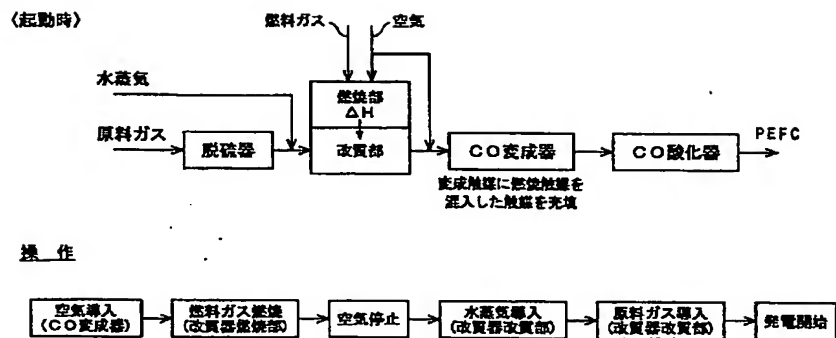 〈起動時〉
燃料ガス
空気
水蒸気
燃焼部
ΔH
原料ガス
脱硫器
改質部
CO変成器
CO酸化器
PEFC
変成触媒に燃焼触媒を
混入した触媒を充填
操 作
空気導入
(CO変成器)
燃料ガス燃焼
(改質器燃焼部)
空気停止
水蒸気導入
(改質器改質部)
原料ガス導入
(改質器改質部)
発電開始